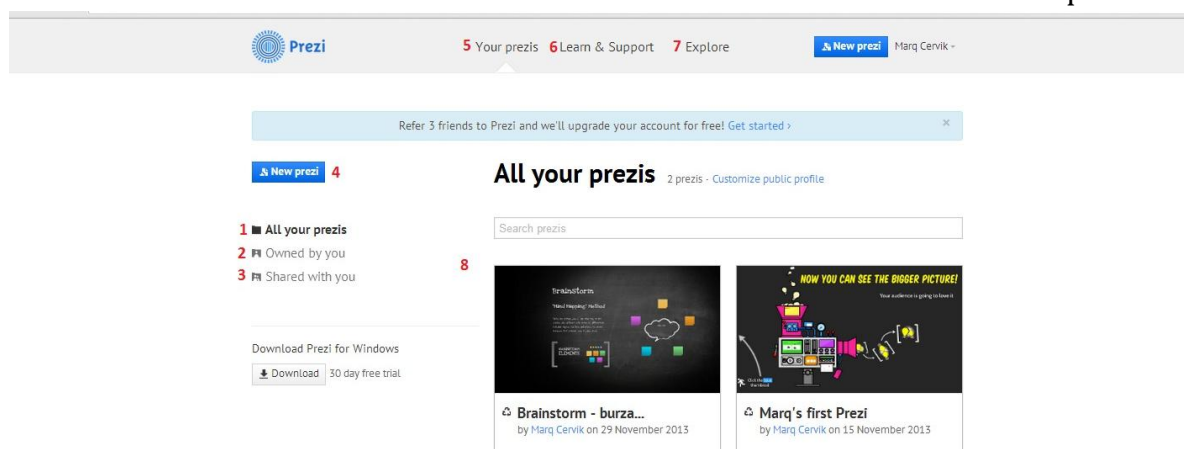 Prezi
5 Your prezis 6 Learn & Support 7 Explore
New prezi Marq Cervik
Refer 3 friends to Prezi and we'll upgrade your account for free! Get started › ×
New prezi 4
All your prezis 2 prezis - Customize public profile
1 All your prezis
Search prezis
2 Owned by you
3 Shared with you
8
Brainstorm
'Mind Mapping' Method
NOW YOU CAN SEE THE BIGGER PICTURE!
Your audience is going to love it
Download Prezi for Windows
Download 30 day free trial
Brainstorm - burza...
by Marq Cervik on 29 November 2013
Marq's first Prezi
by Marq Cervik on 15 November 2013